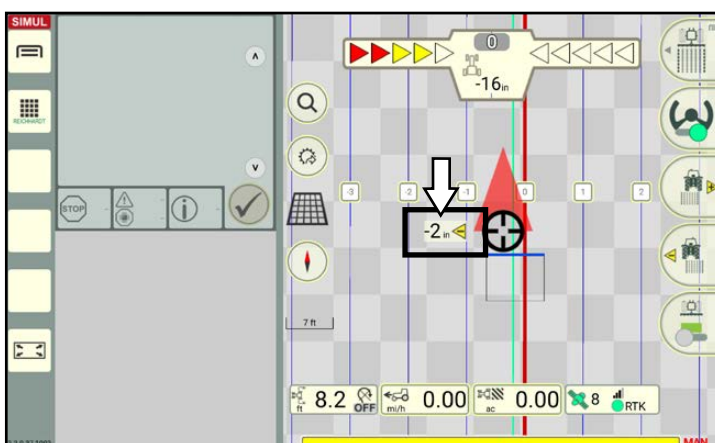 SIMUL
REICHHARDT
STOP
0
-16in
-3
-2
-1
0
1
2
-2 in
7 ft
ft 8.2 OFF
mi/h 0.00
ac 0.00
8 RTK
MAN